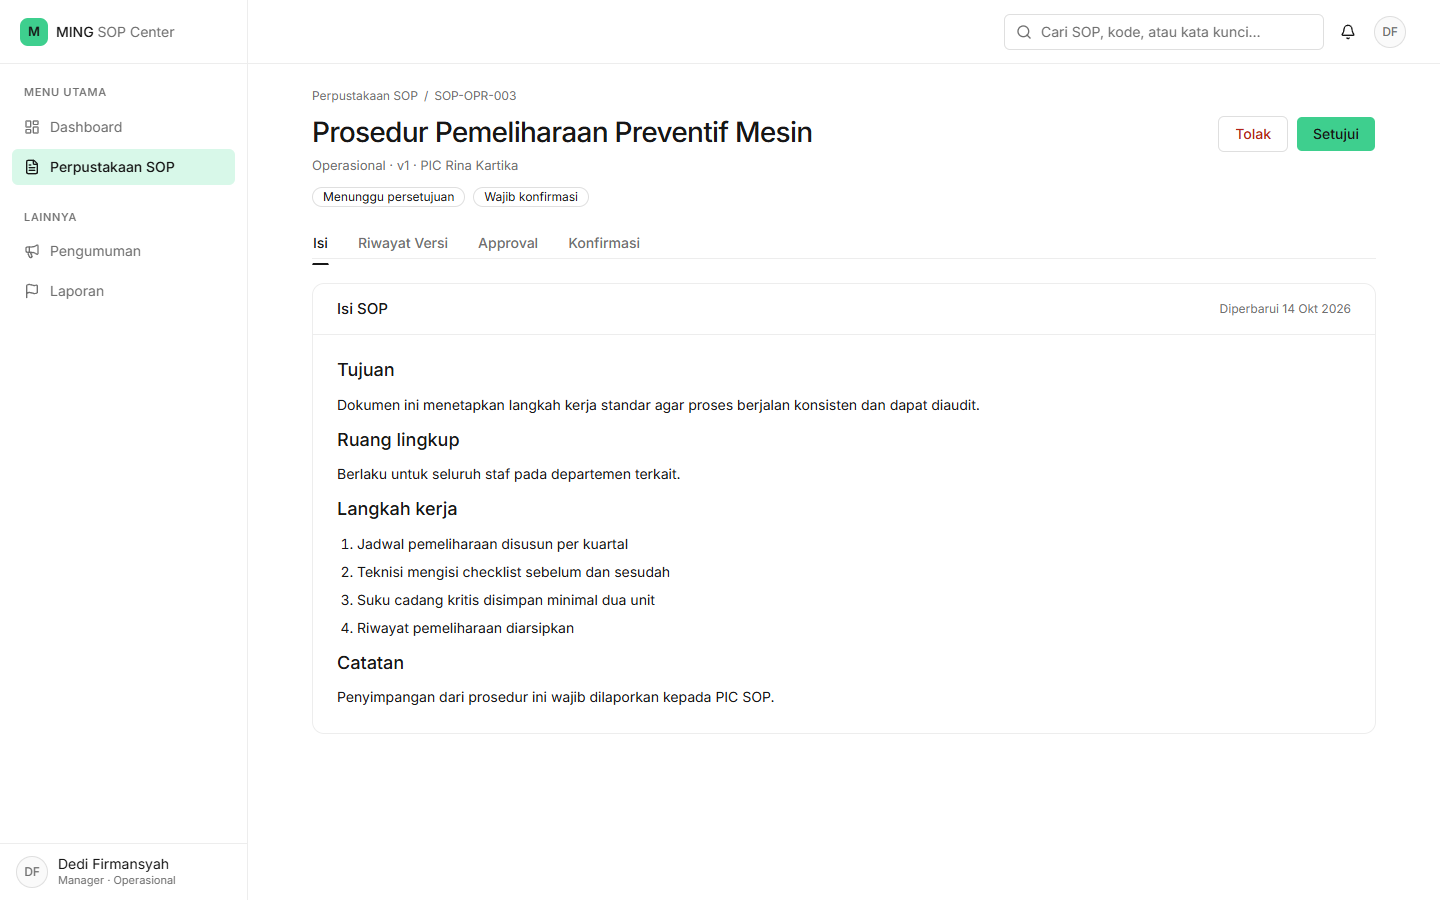 M MING SOP Center
Cari SOP, kode, atau kata kunci...
DF
MENU UTAMA
Dashboard
Perpustakaan SOP
LAINNYA
Pengumuman
Laporan
Perpustakaan SOP / SOP-OPR-003
Prosedur Pemeliharaan Preventif Mesin
Tolak
Setujui
Operasional · v1 · PIC Rina Kartika
Menunggu persetujuan
Wajib konfirmasi
Isi
Riwayat Versi
Approval
Konfirmasi
Isi SOP
Diperbarui 14 Okt 2026
Tujuan
Dokumen ini menetapkan langkah kerja standar agar proses berjalan konsisten dan dapat diaudit.
Ruang lingkup
Berlaku untuk seluruh staf pada departemen terkait.
Langkah kerja
1. Jadwal pemeliharaan disusun per kuartal
2. Teknisi mengisi checklist sebelum dan sesudah
3. Suku cadang kritis disimpan minimal dua unit
4. Riwayat pemeliharaan diarsipkan
Catatan
Penyimpangan dari prosedur ini wajib dilaporkan kepada PIC SOP.
DF
Dedi Firmansyah
Manager · Operasional